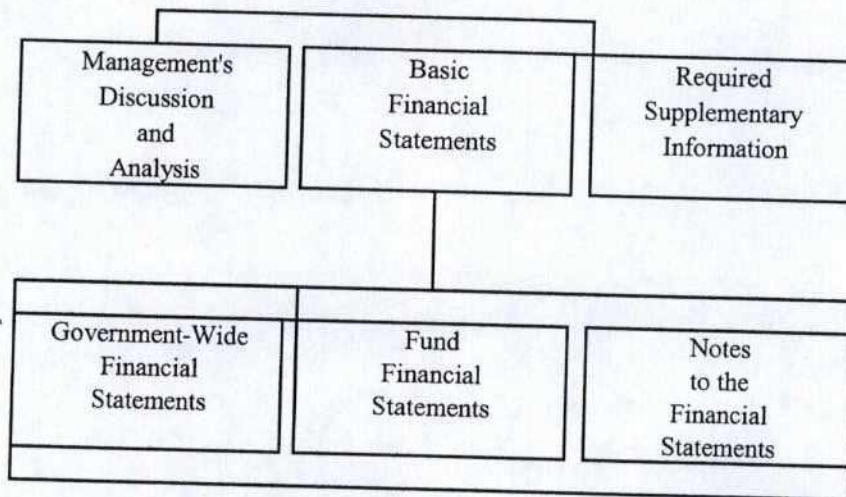 Management's
Discussion
and
Analysis
Basic
Financial
Statements
Required
Supplementary
Information
Government-Wide
Financial
Statements
Fund
Financial
Statements
Notes
to the
Financial
Statements